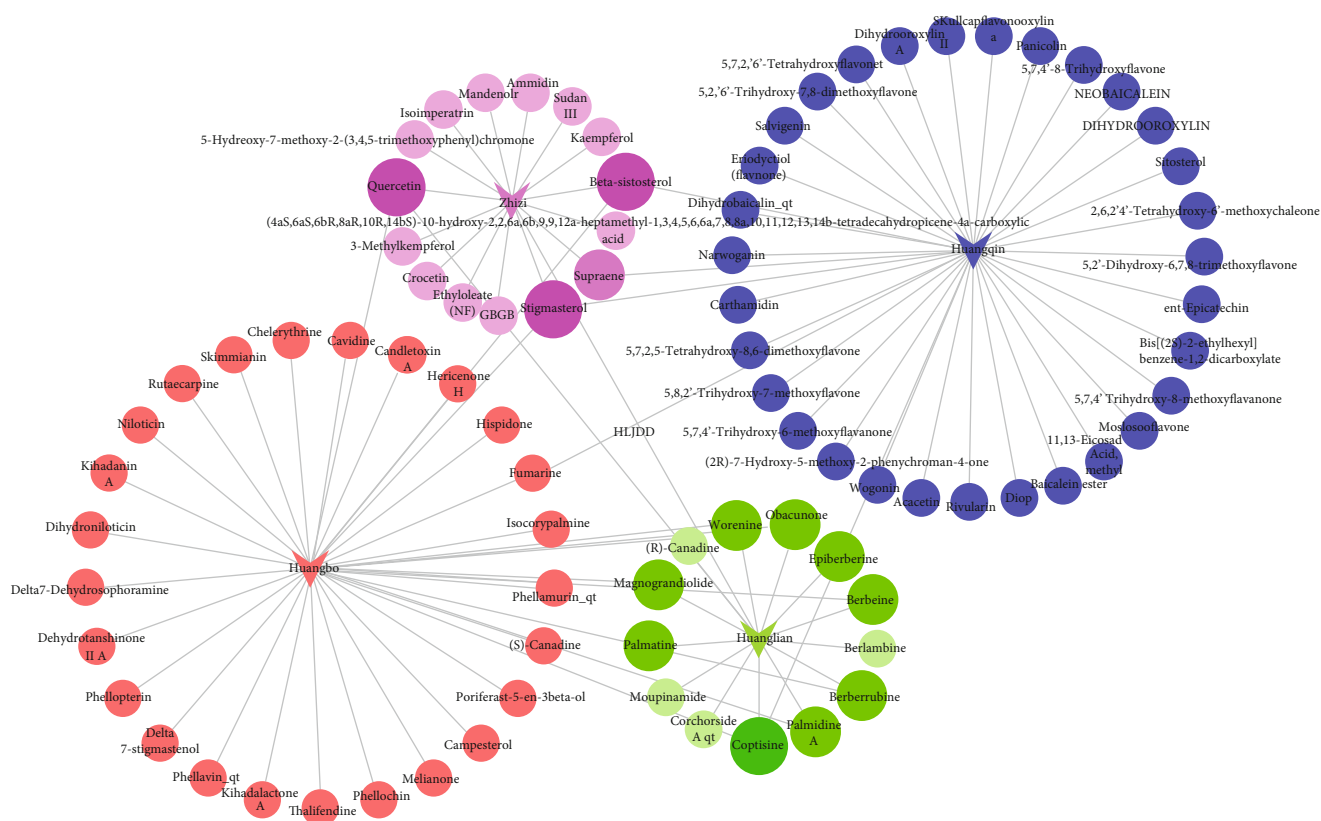 SKullcapflavonooxylin
a
Dihydrooroxylin
A
II
Panicolin
5,7,2,'6'-Tetrahydroxyflavonet
5,7,4'-8-Trihydroxyflavone
5,2,'6'-Trihydroxy-7,8-dimethoxyflavone
NEOBAICALEIN
Salvigenin
DIHYDROOROXYLIN
Eriodyctiol
(flavnone)
Sitosterol
Dihydrobaicalin_qt
2,6,2'4'-Tetrahydroxy-6'-methoxychaleone
Narwoganin
Huangqin
5,2'-Dihydroxy-6,7,8-trimethoxyflavone
Carthamidin
ent-Epicatechin
5,7,2,5-Tetrahydroxy-8,6-dimethoxyflavone
Bis[(2S)-2-ethylhexyl]
benzene-1,2-dicarboxylate
5,8,2'-Trihydroxy-7-methoxyflavone
5,7,4' Trihydroxy-8-methoxyflavanone
5,7,4'-Trihydroxy-6-methoxyflavanone
Moslosooflavone
(2R)-7-Hydroxy-5-methoxy-2-phenychroman-4-one
11,13-Eicosad
Acid,
methyl
ester
Wogonin
Acacetin
Rivularin
Diop
Baicalein
Ammidin
Mandenolr
Sudan
III
Isoimperatrin
Kaempferol
5-Hydreoxy-7-methoxy-2-(3,4,5-trimethoxyphenyl)chromone
Quercetin
Beta-sistosterol
Zhizi
(4aS,6aS,6bR,8aR,10R,14bS)-10-hydroxy-2,2,6a,6b,9,9,12a-heptamethyl-1,3,4,5,6,6a,7,8,8a,10,11,12,13,14b-tetradecahydropicene-4a-carboxylic
acid
3-Methylkempferol
Crocetin
Supraene
Ethyloleate
(NF)
GBGB
Stigmasterol
HLJDD
Chelerythrine
Cavidine
Candletoxin
A
Skimmianin
Hericenone
H
Rutaecarpine
Niloticin
Hispidone
Kihadanin
A
Fumarine
Dihydroniloticin
Isocorypalmine
Huangbo
Delta7-Dehydrosophoramine
Phellamurin_qt
Dehydrotanshinone
II A
(S)-Canadine
Phellopterin
Poriferast-5-en-3beta-ol
Delta
7-stigmastenol
Campesterol
Phellavin_qt
Melianone
Kihadalactone
A
Thalifendine
Phellochin
Worenine
Obacunone
(R)-Canadine
Epiberberine
Magnograndiolide
Berbeine
Huanglian
Palmatine
Berlambine
Moupinamide
Berberrubine
Corchorside
A qt
Palmidine
A
Coptisine